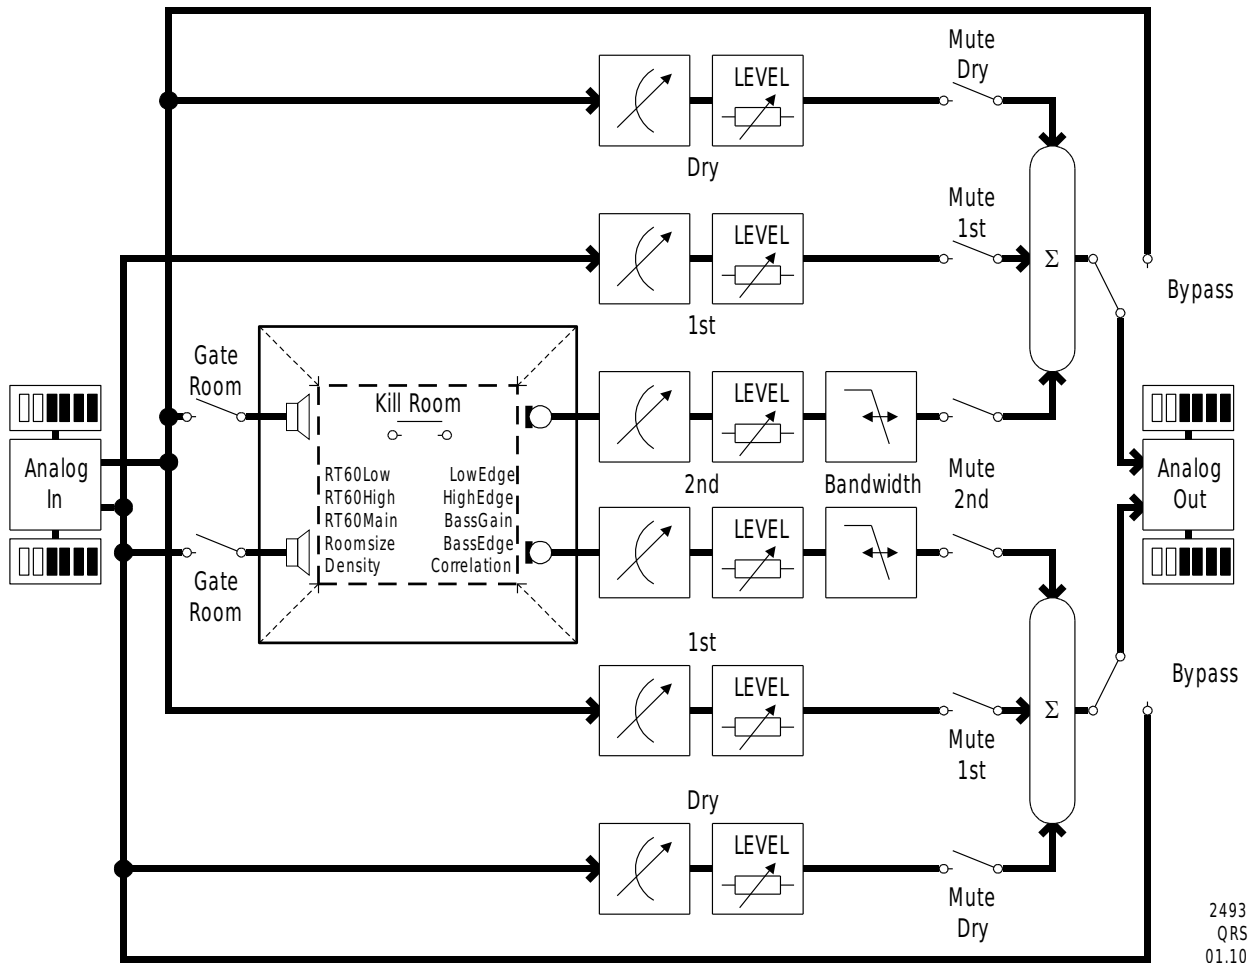 Mute
Dry
LEVEL
Dry
Mute
1st
LEVEL
Σ
Bypass
1st
Gate
Room
Kill Room
LEVEL
Analog
In
RT60Low
RT60High
RT60Main
Roomsize
Density
LowEdge
HighEdge
BassGain
BassEdge
Correlation
2nd
Bandwidth
Mute
2nd
Analog
Out
LEVEL
Gate
Room
1st
LEVEL
Σ
Bypass
Mute
1st
Dry
LEVEL
Mute
Dry
2493
QRS
01.10